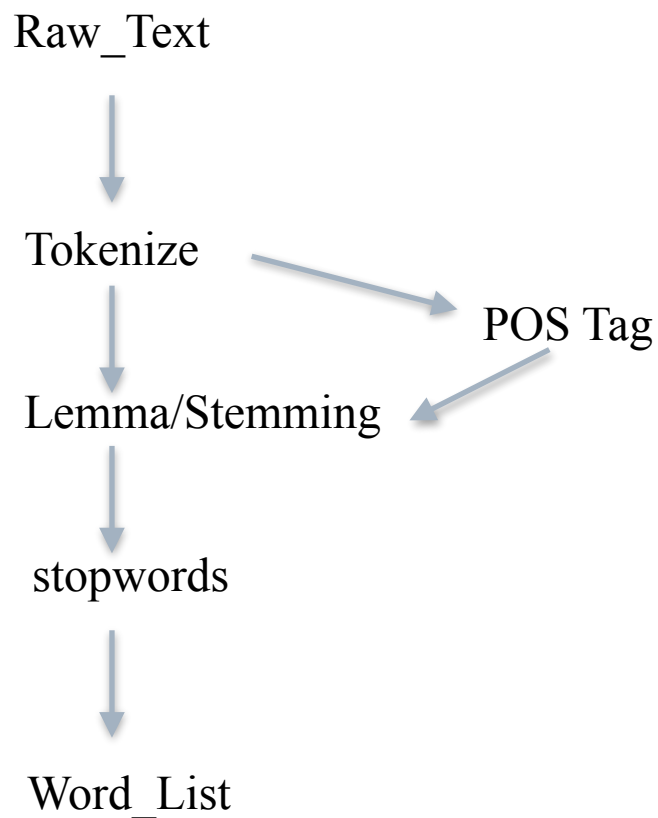 Raw_Text
Tokenize
POS Tag
Lemma/Stemming
stopwords
Word_List